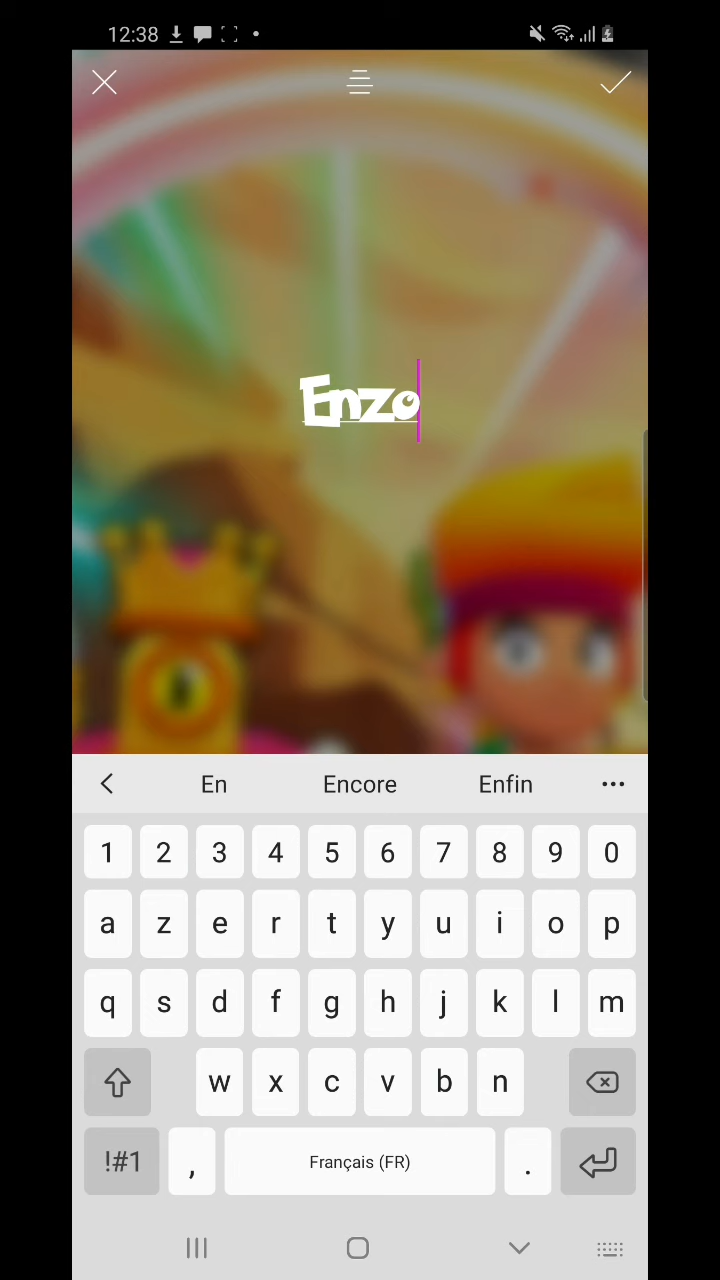 12:38
Enzo
En Encore Enfin
1 2 3 4 5 6 7 8 9 0
a z e r t y u i o p
q s d f g h j k l m
w x c v b n
!#1 , Français (FR) .